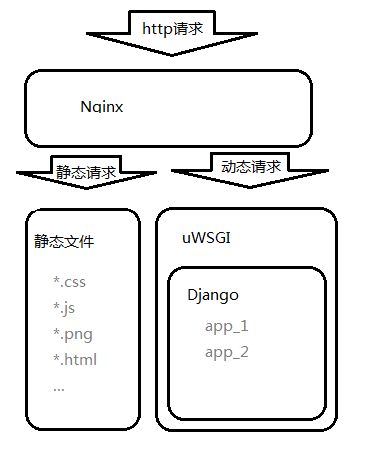 http请求
Nginx
静态请求
动态请求
静态文件
*.css
*.js
*.png
*.html
...
uWSGI
Django
app_1
app_2